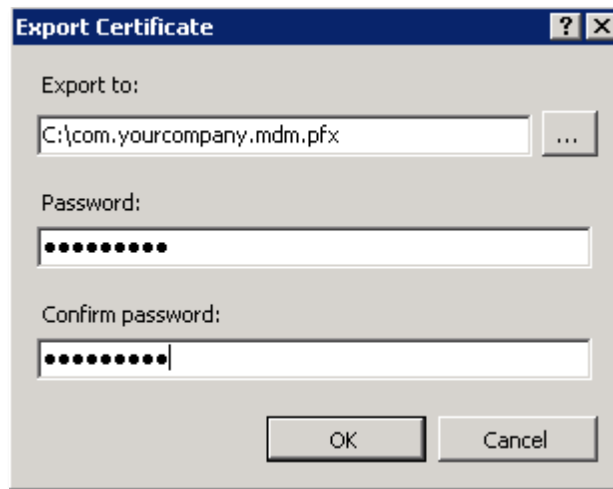 Export Certificate
Export to:
C:\com.yourcompany.mdm.pfx
...
Password:
●●●●●●●●●
Confirm password:
●●●●●●●●●
OK
Cancel